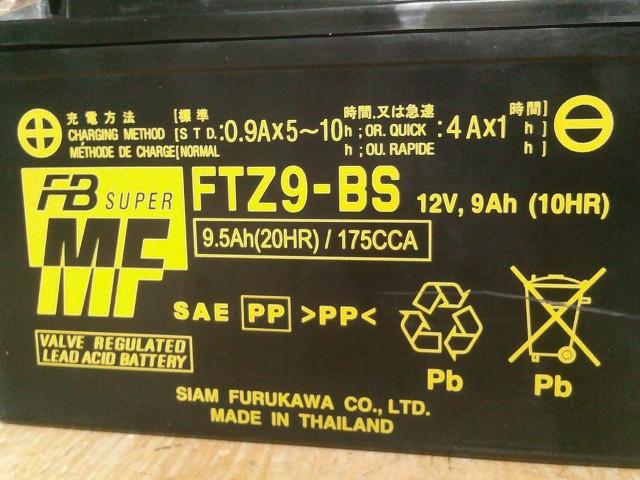 充電方法 [標準 時間,又は急速 時間]
CHARGING METHOD [S T D. :0.9A×5~10h ;OR. QUICK :4A×1h ]
MÉTHODE DE CHARGE[NORMAL h ;OU. RAPIDE h ]
FB SUPER
MF
FTZ9-BS 12V, 9Ah (10HR)
9.5Ah(20HR) / 175CCA
SAE PP >PP<
VALVE REGULATED
LEAD ACID BATTERY
Pb Pb
SIAM FURUKAWA CO., LTD.
MADE IN THAILAND